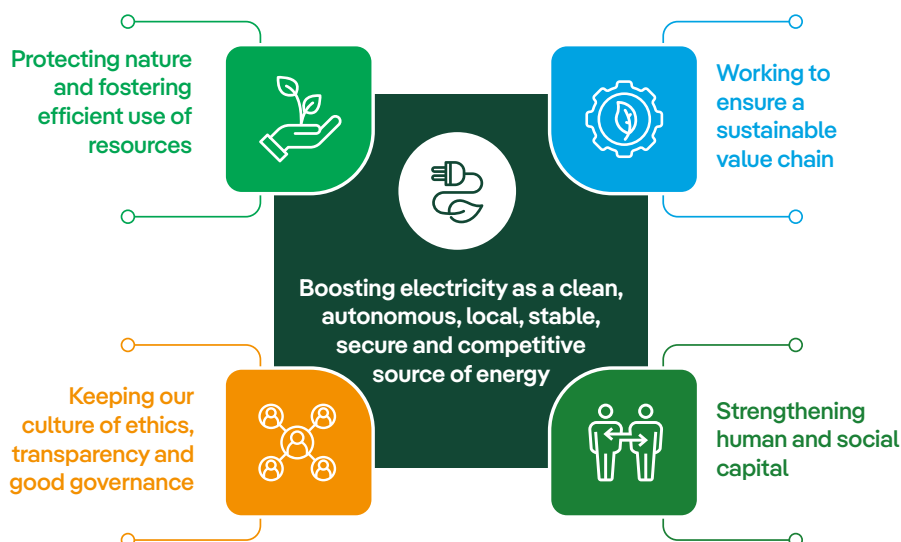 Protecting nature
and fostering
efficient use of
resources
Working to
ensure a
sustainable
value chain
Boosting electricity as a clean,
autonomous, local, stable,
secure and competitive
source of energy
Keeping our
culture of ethics,
transparency and
good governance
Strengthening
human and social
capital